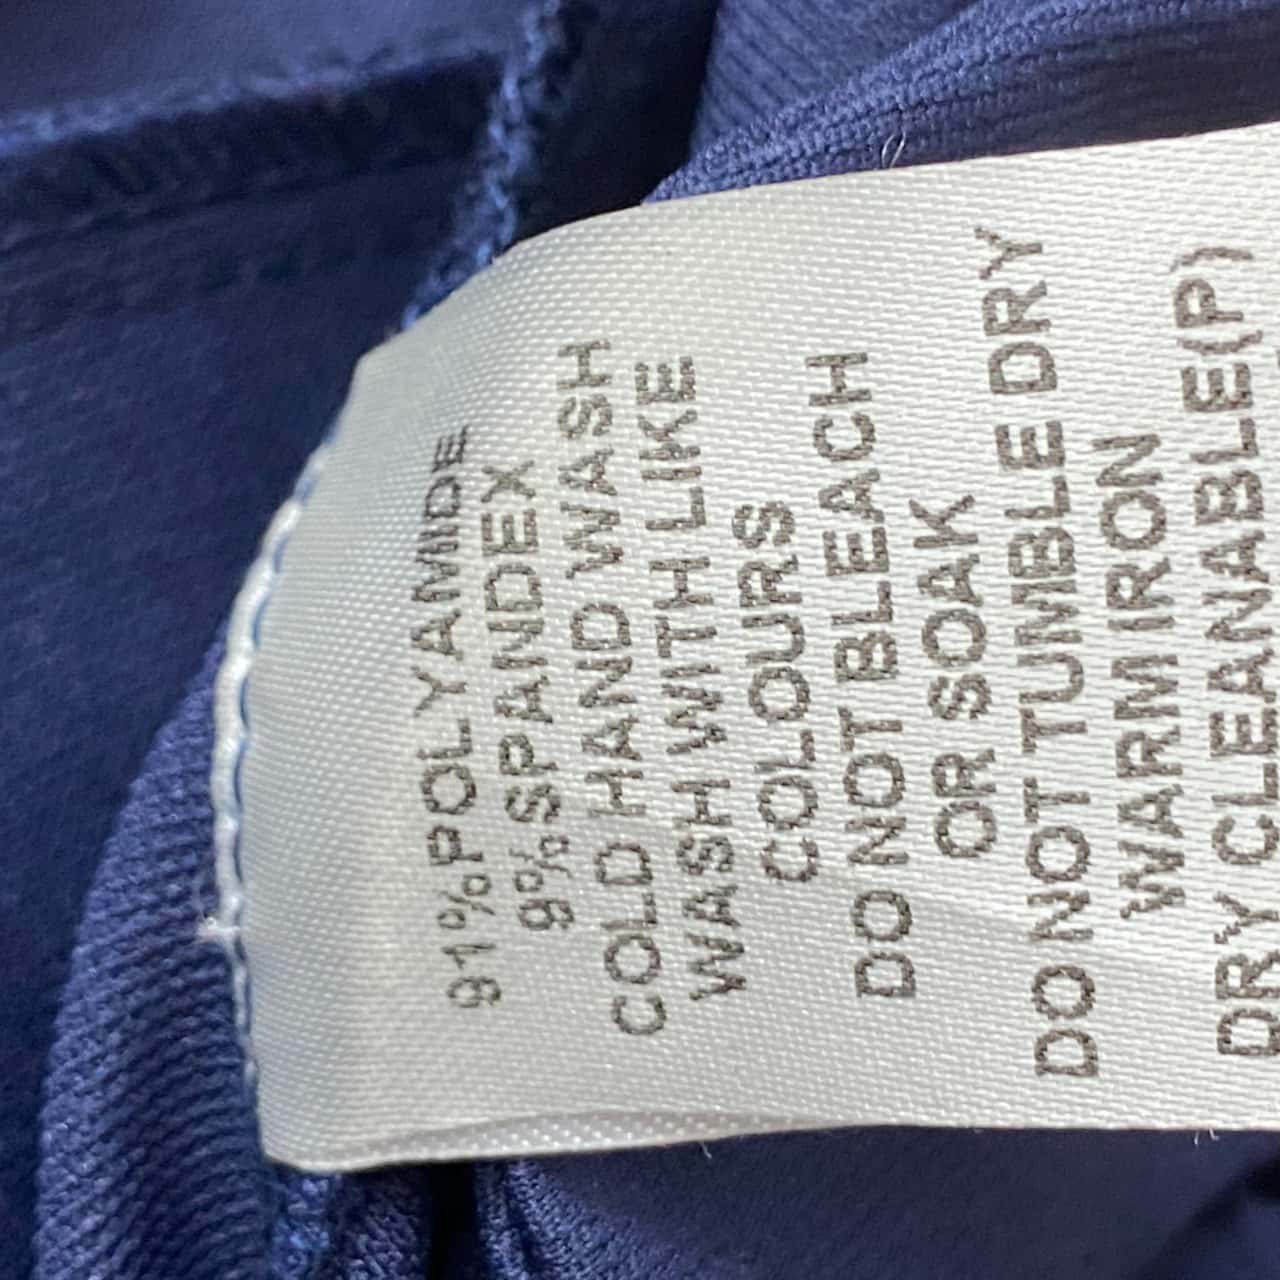 91%POLYAMIDE
9%SPANDEX
COLD HAND WASH
WASH WITH LIKE
COLOURS
DO NOT BLEACH
OR SOAK
DO NOT TUMBLE DRY
WARM IRON
DRY CLEANABLE(P)